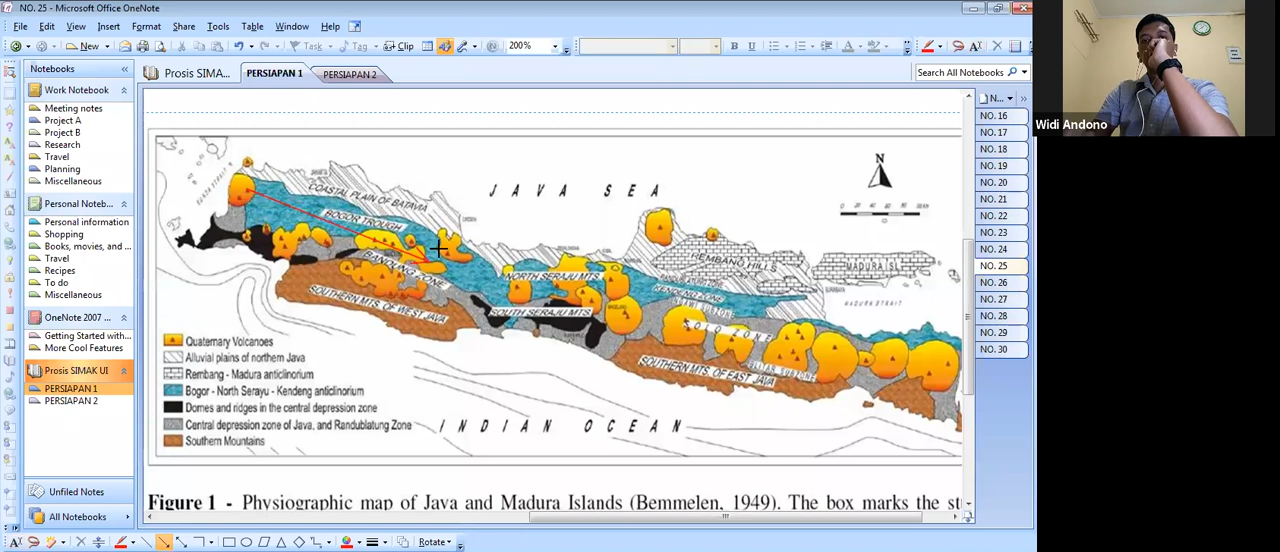 NO. 25 - Microsoft Office OneNote
File Edit View Insert Format Share Tools Table Window Help
New Task Tag Clip 200% B U A
Notebooks
Work Notebook
Meeting notes
Project A
Project B
Research
Travel
Planning
Miscellaneous
Personal Noteb...
Personal information
Shopping
Books, movies, and ...
Travel
Recipes
To do
Miscellaneous
OneNote 2007 ...
Getting Started with...
More Cool Features
Prosis SIMAK UI
PERSIAPAN 1
PERSIAPAN 2
Unfiled Notes
All Notebooks
Prosis SIMA... PERSIAPAN 1 PERSIAPAN 2
Search All Notebooks
N...
NO. 16
NO. 17
NO. 18
NO. 19
NO. 20
NO. 21
NO. 22
NO. 23
NO. 24
NO. 25
NO. 26
NO. 27
NO. 28
NO. 29
NO. 30
N
JAVA SEA
COASTAL PLAIN OF BATAVIA
BOGOR TROUGH
BANDUNG ZONE
SOUTHERN MTS. OF WEST JAVA
NORTH SERAJU MTS
SOUTH SERAJU MTS
REMBANG HILLS
MADURA SL
MADURA STRAIT
KENDENG ZONE
NGAWI SUBZONE
SOLO ZONE
BLITAR SUBZONE
SOUTHERN MTS. OF EAST JAVA
INDIAN OCEAN
Quaternary Volcanoes
Alluvial plains of northern Java
Rembang - Madura anticlinorium
Bogor - North Serayu - Kendeng anticlinorium
Domes and ridges in the central depression zone
Central depression zone of Java, and Randublatung Zone
Southern Mountains
Figure 1 - Physiographic map of Java and Madura Islands (Bemmelen, 1949). The box marks the st
Rotate
Widi Andono